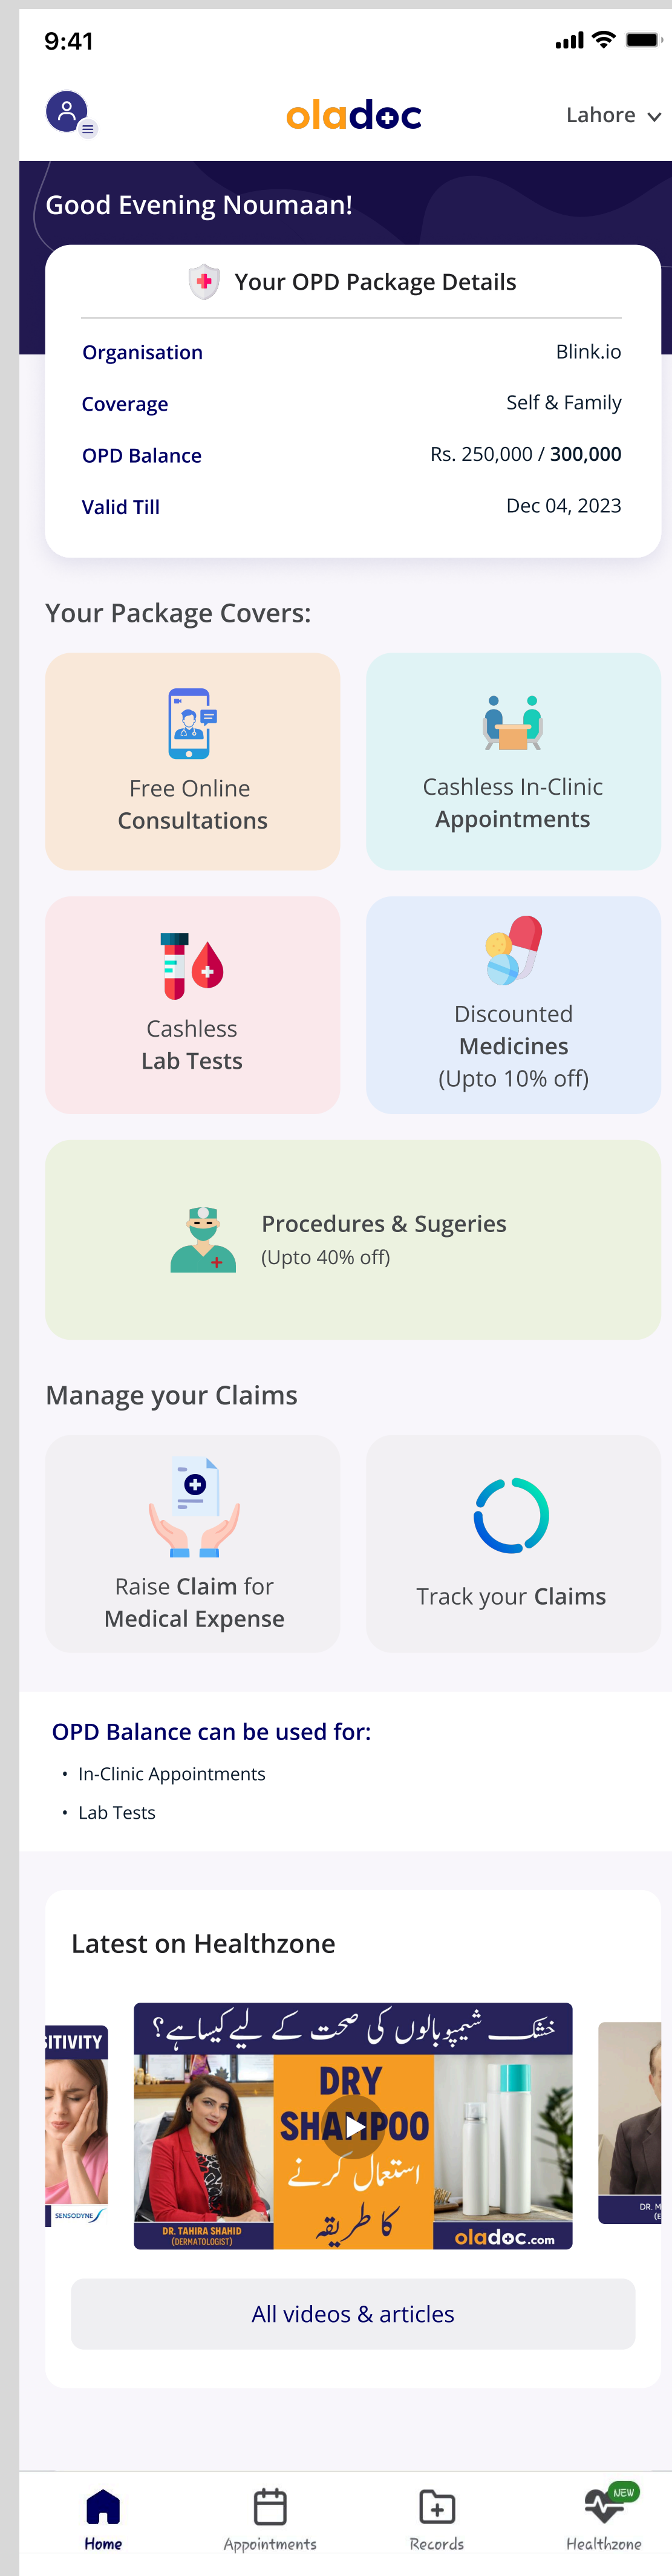 9:41
oladoc
Lahore
Good Evening Noumaan!
Your OPD Package Details
Organisation Blink.io
Coverage Self & Family
OPD Balance Rs. 250,000 / 300,000
Valid Till Dec 04, 2023
Your Package Covers:
Free Online
Consultations
Cashless In-Clinic
Appointments
Cashless
Lab Tests
Discounted
Medicines
(Upto 10% off)
Procedures & Sugeries
(Upto 40% off)
Manage your Claims
Raise Claim for
Medical Expense
Track your Claims
OPD Balance can be used for:
• In-Clinic Appointments
• Lab Tests
Latest on Healthzone
ITIVITY
SENSODYNE
خشک شیمپو بالوں کی صحت کے لیے کیسا ہے؟
DRY
SHAMPOO
استعمال کرنے
کا طریقہ
DR. TAHIRA SHAHID
(DERMATOLOGIST)
oladoc.com
DR. M
(E
All videos & articles
Home
Appointments
Records
NEW
Healthzone